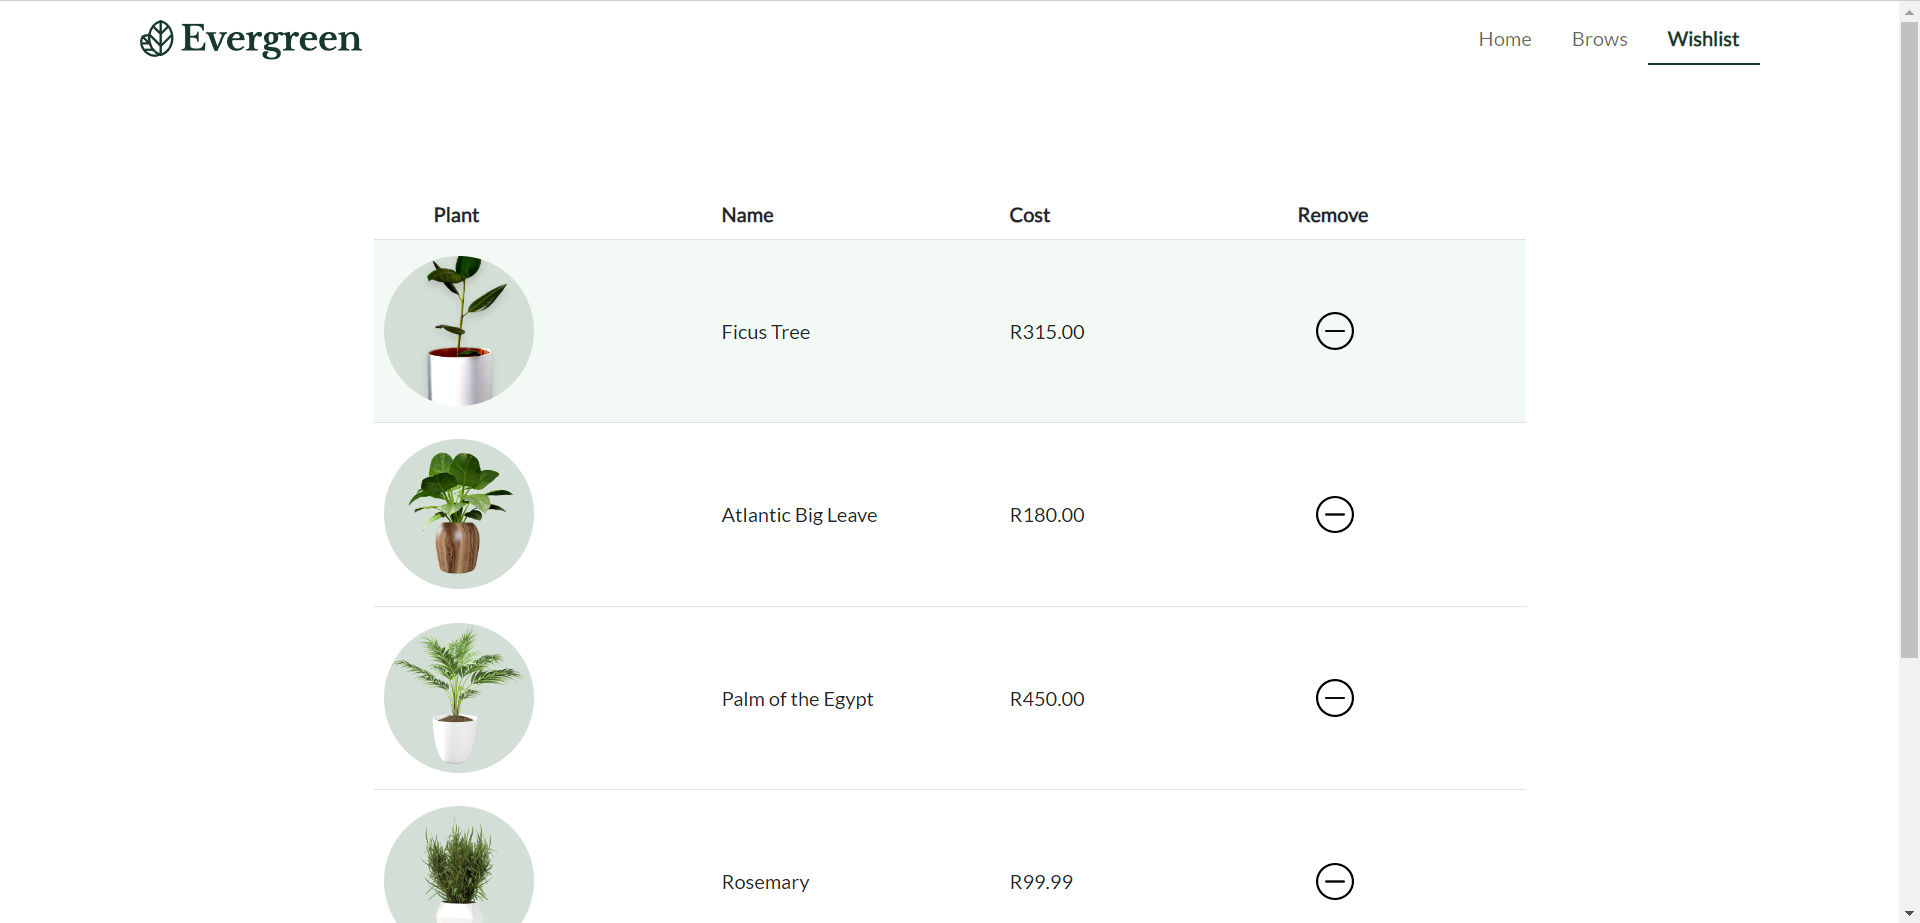 Evergreen
Home Brows Wishlist
Plant Name Cost Remove
Ficus Tree R315.00
Atlantic Big Leave R180.00
Palm of the Egypt R450.00
Rosemary R99.99